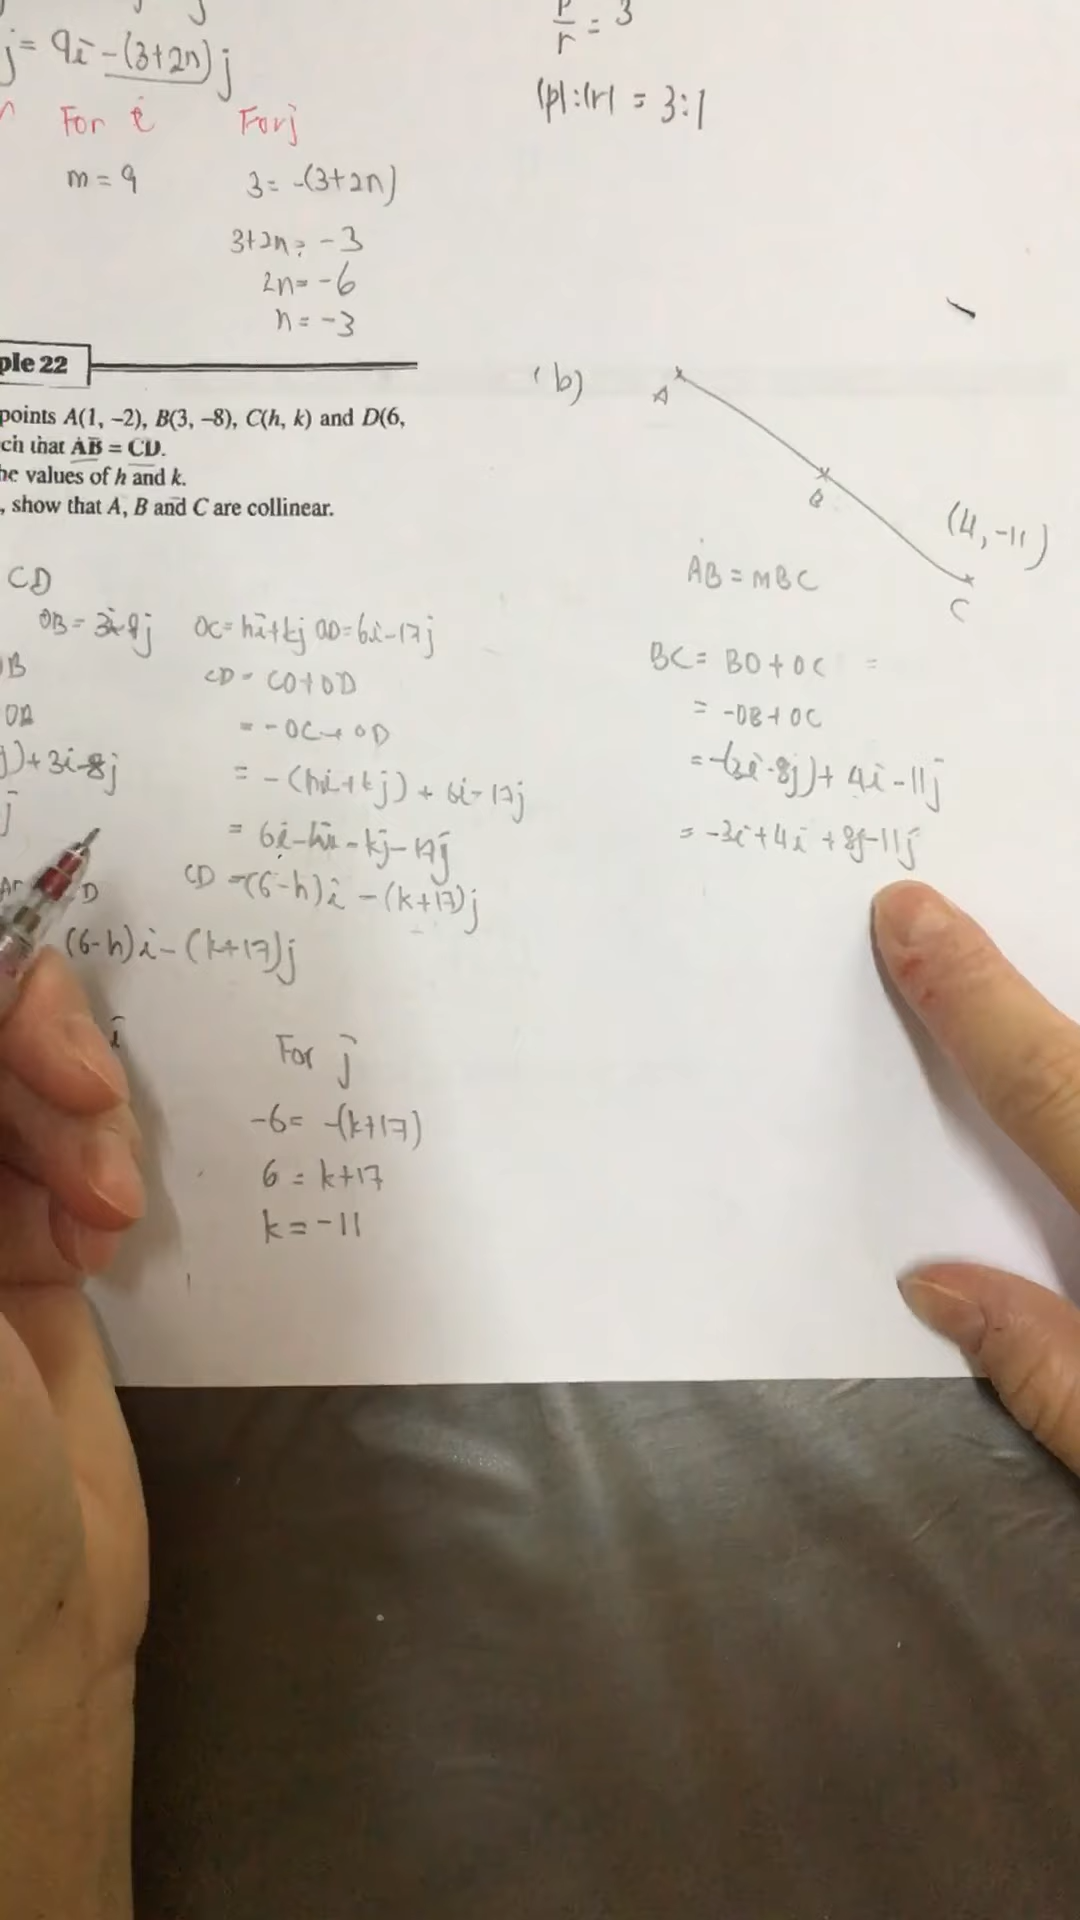 j = 9i - (3+2n)j
For i For j
m = 9 3 = -(3+2n)
3+2n = -3
2n = -6
n = -3
p/r = 3
|p|:|r| = 3:1
ple 22
points A(1, –2), B(3, –8), C(h, k) and D(6,
ch that AB = CD.
he values of h and k.
, show that A, B and C are collinear.
CD
OB = 3i-8j OC = hi+kj OD = 6i-17j
OB CD = CO+OD
OA = -OC+OD
j)+3i-8j = -(hi+kj) + 6i-17j
j = 6i-hi-kj-17j
CD = (6-h)i - (k+17)j
(6-h)i - (k+17)j
i For j
-6 = -(k+17)
6 = k+17
k = -11
(b)
A
B
(4, -11)
C
AB = mBC
BC = BO + OC =
= -OB + OC
= -(3i-8j) + 4i-11j
= -3i+4i+8j-11j